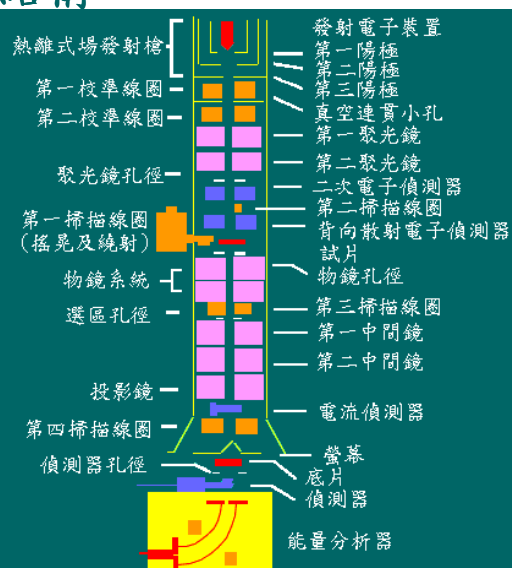 熱離式場發射槍
第一校準線圈
第二校準線圈
聚光鏡孔徑
第一掃描線圈
(搖晃及繞射)
物鏡系統
選區孔徑
投影鏡
第四掃描線圈
偵測器孔徑
發射電子裝置
第一陽極
第二陽極
第三陽極
真空連貫小孔
第一聚光鏡
第二聚光鏡
二次電子偵測器
第二掃描線圈
背向散射電子偵測器
試片
物鏡孔徑
第三掃描線圈
第一中間鏡
第二中間鏡
電流偵測器
螢幕
底片
偵測器
能量分析器